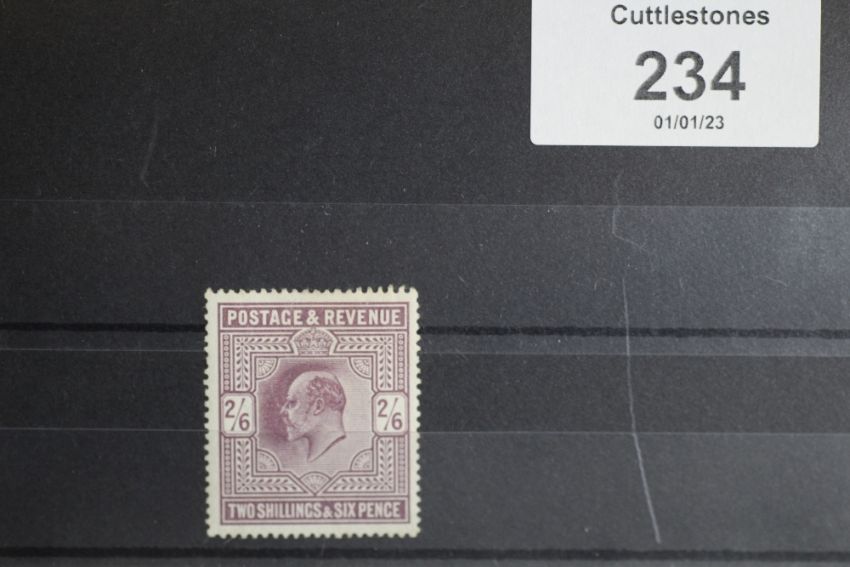 Cuttlestones
234
01/01/23
POSTAGE & REVENUE
2/6 2/6
TWO SHILLINGS & SIX PENCE